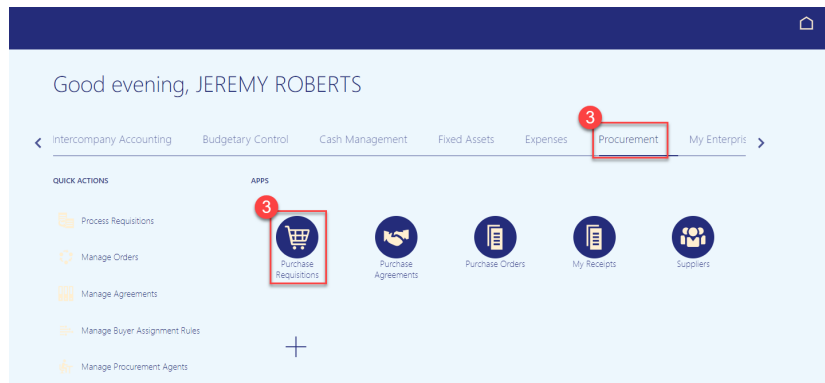 Good evening, JEREMY ROBERTS
3
Intercompany Accounting Budgetary Control Cash Management Fixed Assets Expenses Procurement My Enterpris
QUICK ACTIONS APPS
3
Process Requisitions
Manage Orders
Manage Agreements
Manage Buyer Assignment Rules
Manage Procurement Agents
Purchase
Requisitions
Purchase
Agreements
Purchase Orders
My Receipts
Suppliers